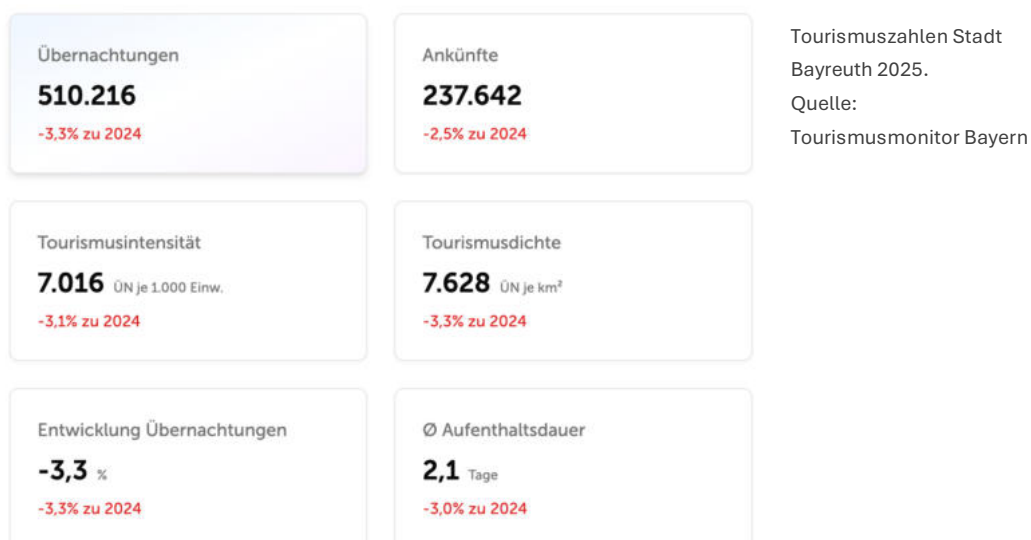 Übernachtungen
510.216
-3,3% zu 2024
Ankünfte
237.642
-2,5% zu 2024
Tourismuszahlen Stadt
Bayreuth 2025.
Quelle:
Tourismusmonitor Bayern
Tourismusintensität
7.016 ÜN je 1.000 Einw.
-3,1% zu 2024
Tourismusdichte
7.628 ÜN je km²
-3,3% zu 2024
Entwicklung Übernachtungen
-3,3 %
-3,3% zu 2024
Ø Aufenthaltsdauer
2,1 Tage
-3,0% zu 2024